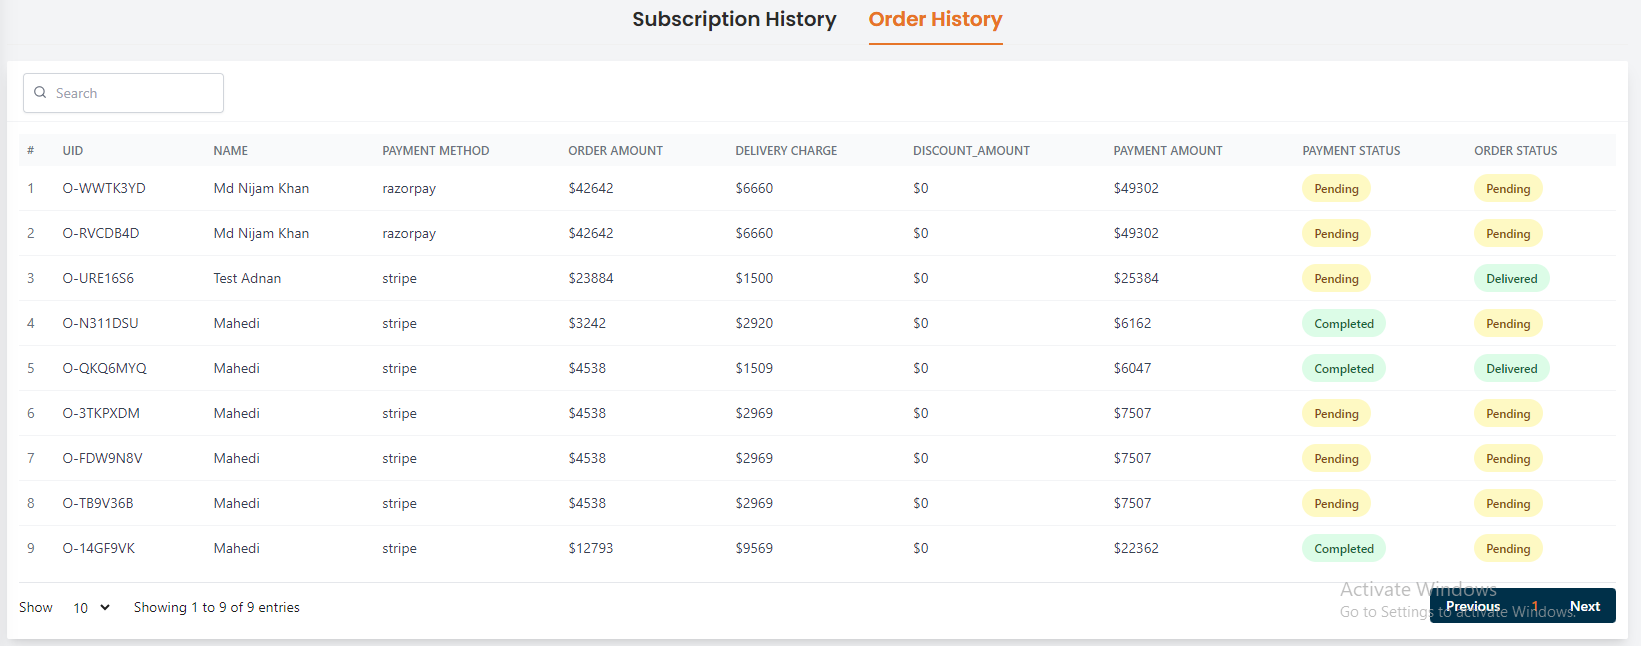 Subscription History Order History
Search
# UID NAME PAYMENT METHOD ORDER AMOUNT DELIVERY CHARGE DISCOUNT_AMOUNT PAYMENT AMOUNT PAYMENT STATUS ORDER STATUS
1 O-WWTK3YD Md Nijam Khan razorpay $42642 $6660 $0 $49302 Pending Pending
2 O-RVCDB4D Md Nijam Khan razorpay $42642 $6660 $0 $49302 Pending Pending
3 O-URE16S6 Test Adnan stripe $23884 $1500 $0 $25384 Pending Delivered
4 O-N311DSU Mahedi stripe $3242 $2920 $0 $6162 Completed Pending
5 O-QKQ6MYQ Mahedi stripe $4538 $1509 $0 $6047 Completed Delivered
6 O-3TKPXDM Mahedi stripe $4538 $2969 $0 $7507 Pending Pending
7 O-FDW9N8V Mahedi stripe $4538 $2969 $0 $7507 Pending Pending
8 O-TB9V36B Mahedi stripe $4538 $2969 $0 $7507 Pending Pending
9 O-14GF9VK Mahedi stripe $12793 $9569 $0 $22362 Completed Pending
Show 10 Showing 1 to 9 of 9 entries Previous 1 Next
Activate Windows
Go to Settings to activate Windows.